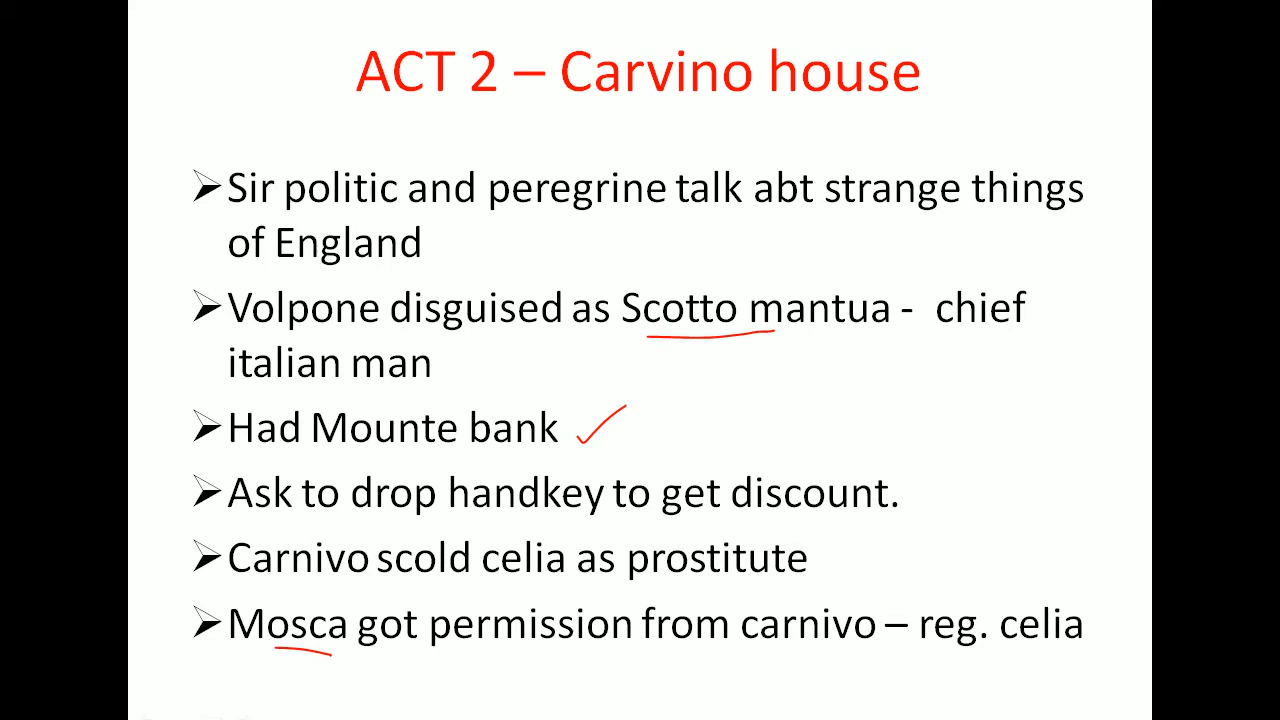 ACT 2 – Carvino house
➢Sir politic and peregrine talk abt strange things
of England
➢Volpone disguised as Scotto mantua - chief
italian man
➢Had Mounte bank
➢Ask to drop handkey to get discount.
➢Carnivo scold celia as prostitute
➢Mosca got permission from carnivo – reg. celia